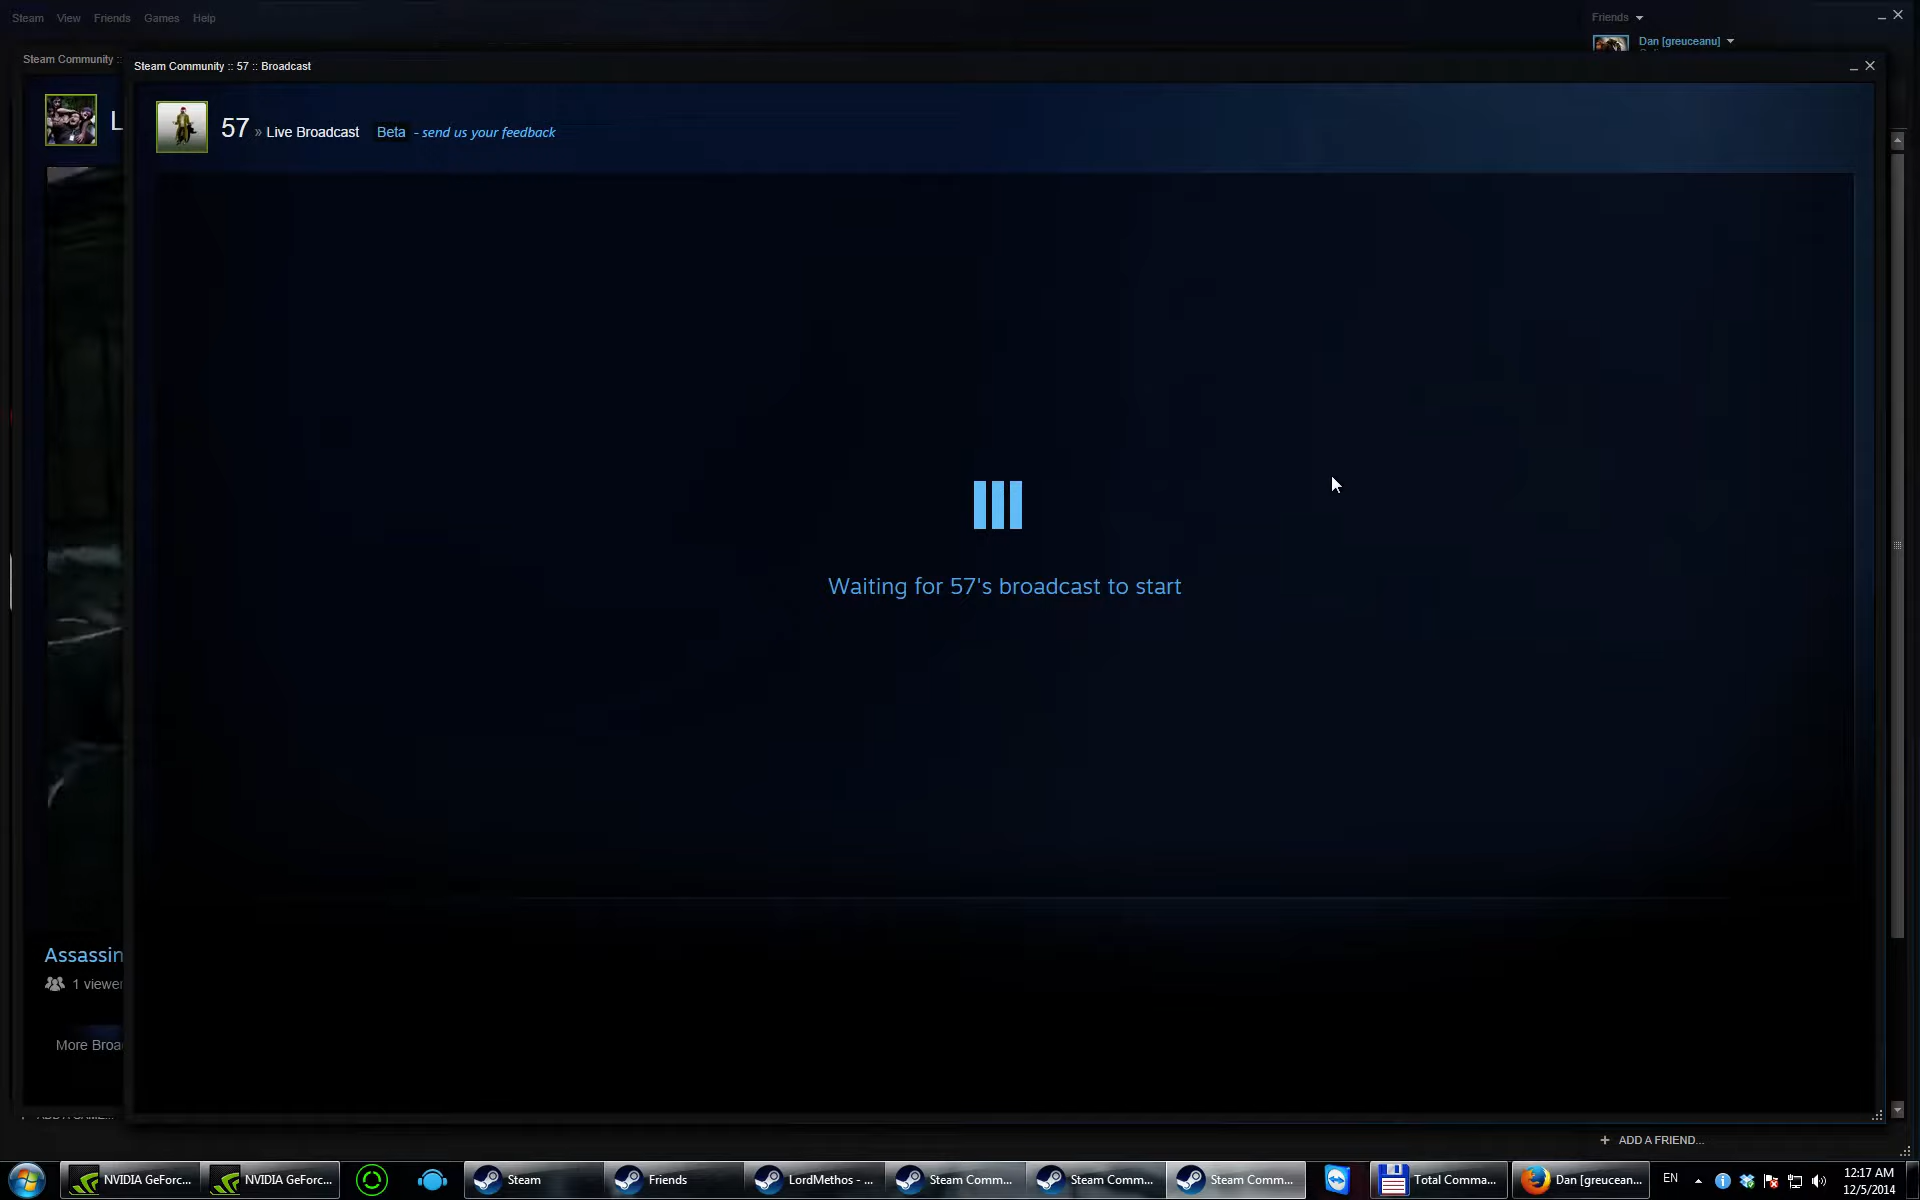 Steam View Friends Games Help
Friends
Dan [greuceanu]
Steam Community ::
Steam Community :: 57 :: Broadcast
L
57 » Live Broadcast Beta - send us your feedback
Waiting for 57's broadcast to start
Assassin
1 viewer
More Broa
ADD A FRIEND...
NVIDIA GeForc...
NVIDIA GeForc...
Steam
Friends
LordMethos - ...
Steam Comm...
Steam Comm...
Steam Comm...
Total Comma...
Dan [greucean...
EN
12:17 AM
12/5/2014